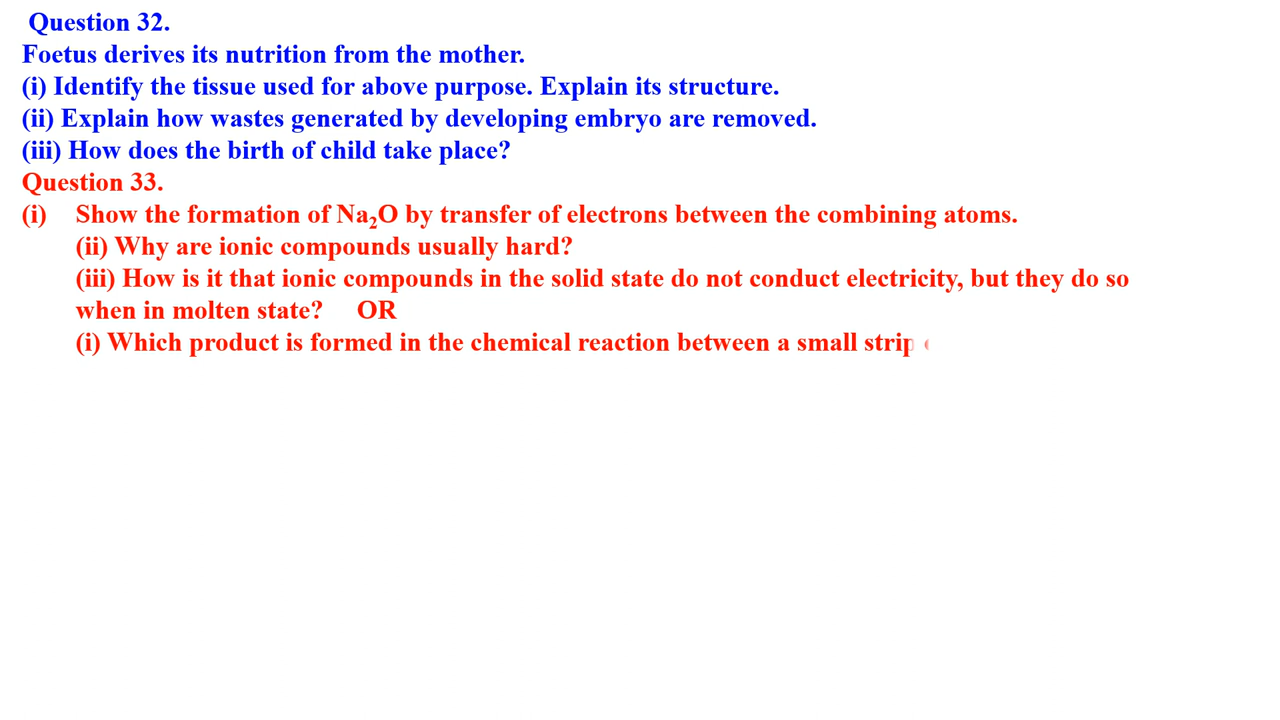 Question 32.
Foetus derives its nutrition from the mother.
(i) Identify the tissue used for above purpose. Explain its structure.
(ii) Explain how wastes generated by developing embryo are removed.
(iii) How does the birth of child take place?
Question 33.
(i) Show the formation of Na₂O by transfer of electrons between the combining atoms.
(ii) Why are ionic compounds usually hard?
(iii) How is it that ionic compounds in the solid state do not conduct electricity, but they do so
when in molten state? OR
(i) Which product is formed in the chemical reaction between a small strip